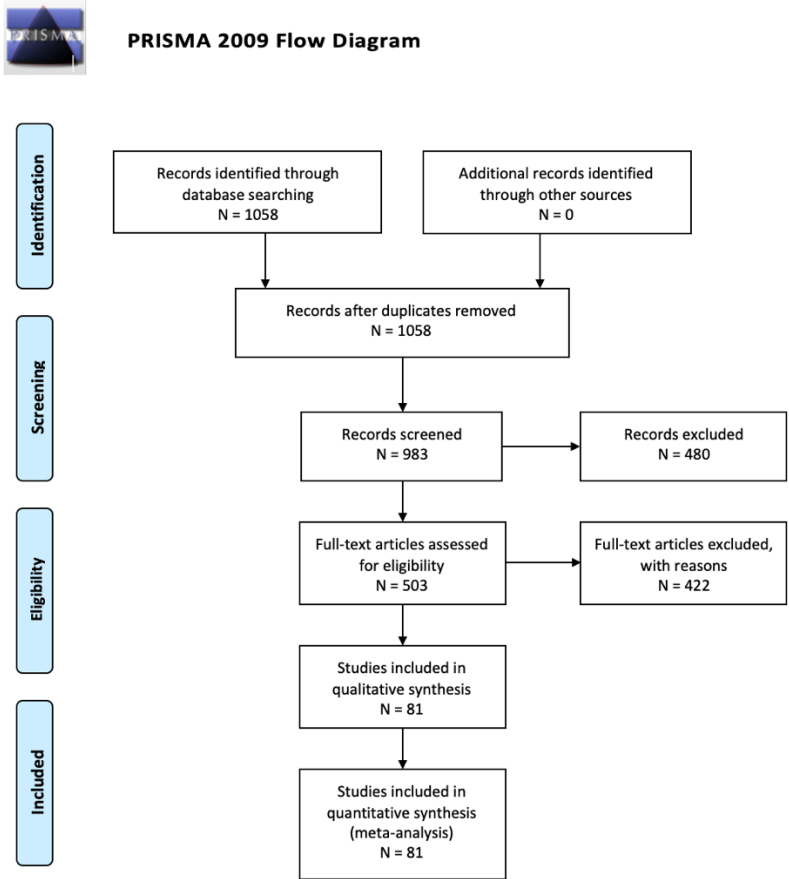 PRISMA
PRISMA 2009 Flow Diagram
Identification
Records identified through
database searching
N = 1058
Additional records identified
through other sources
N = 0
Records after duplicates removed
N = 1058
Screening
Records screened
N = 983
Records excluded
N = 480
Eligibility
Full-text articles assessed
for eligibility
N = 503
Full-text articles excluded,
with reasons
N = 422
Studies included in
qualitative synthesis
N = 81
Included
Studies included in
quantitative synthesis
(meta-analysis)
N = 81